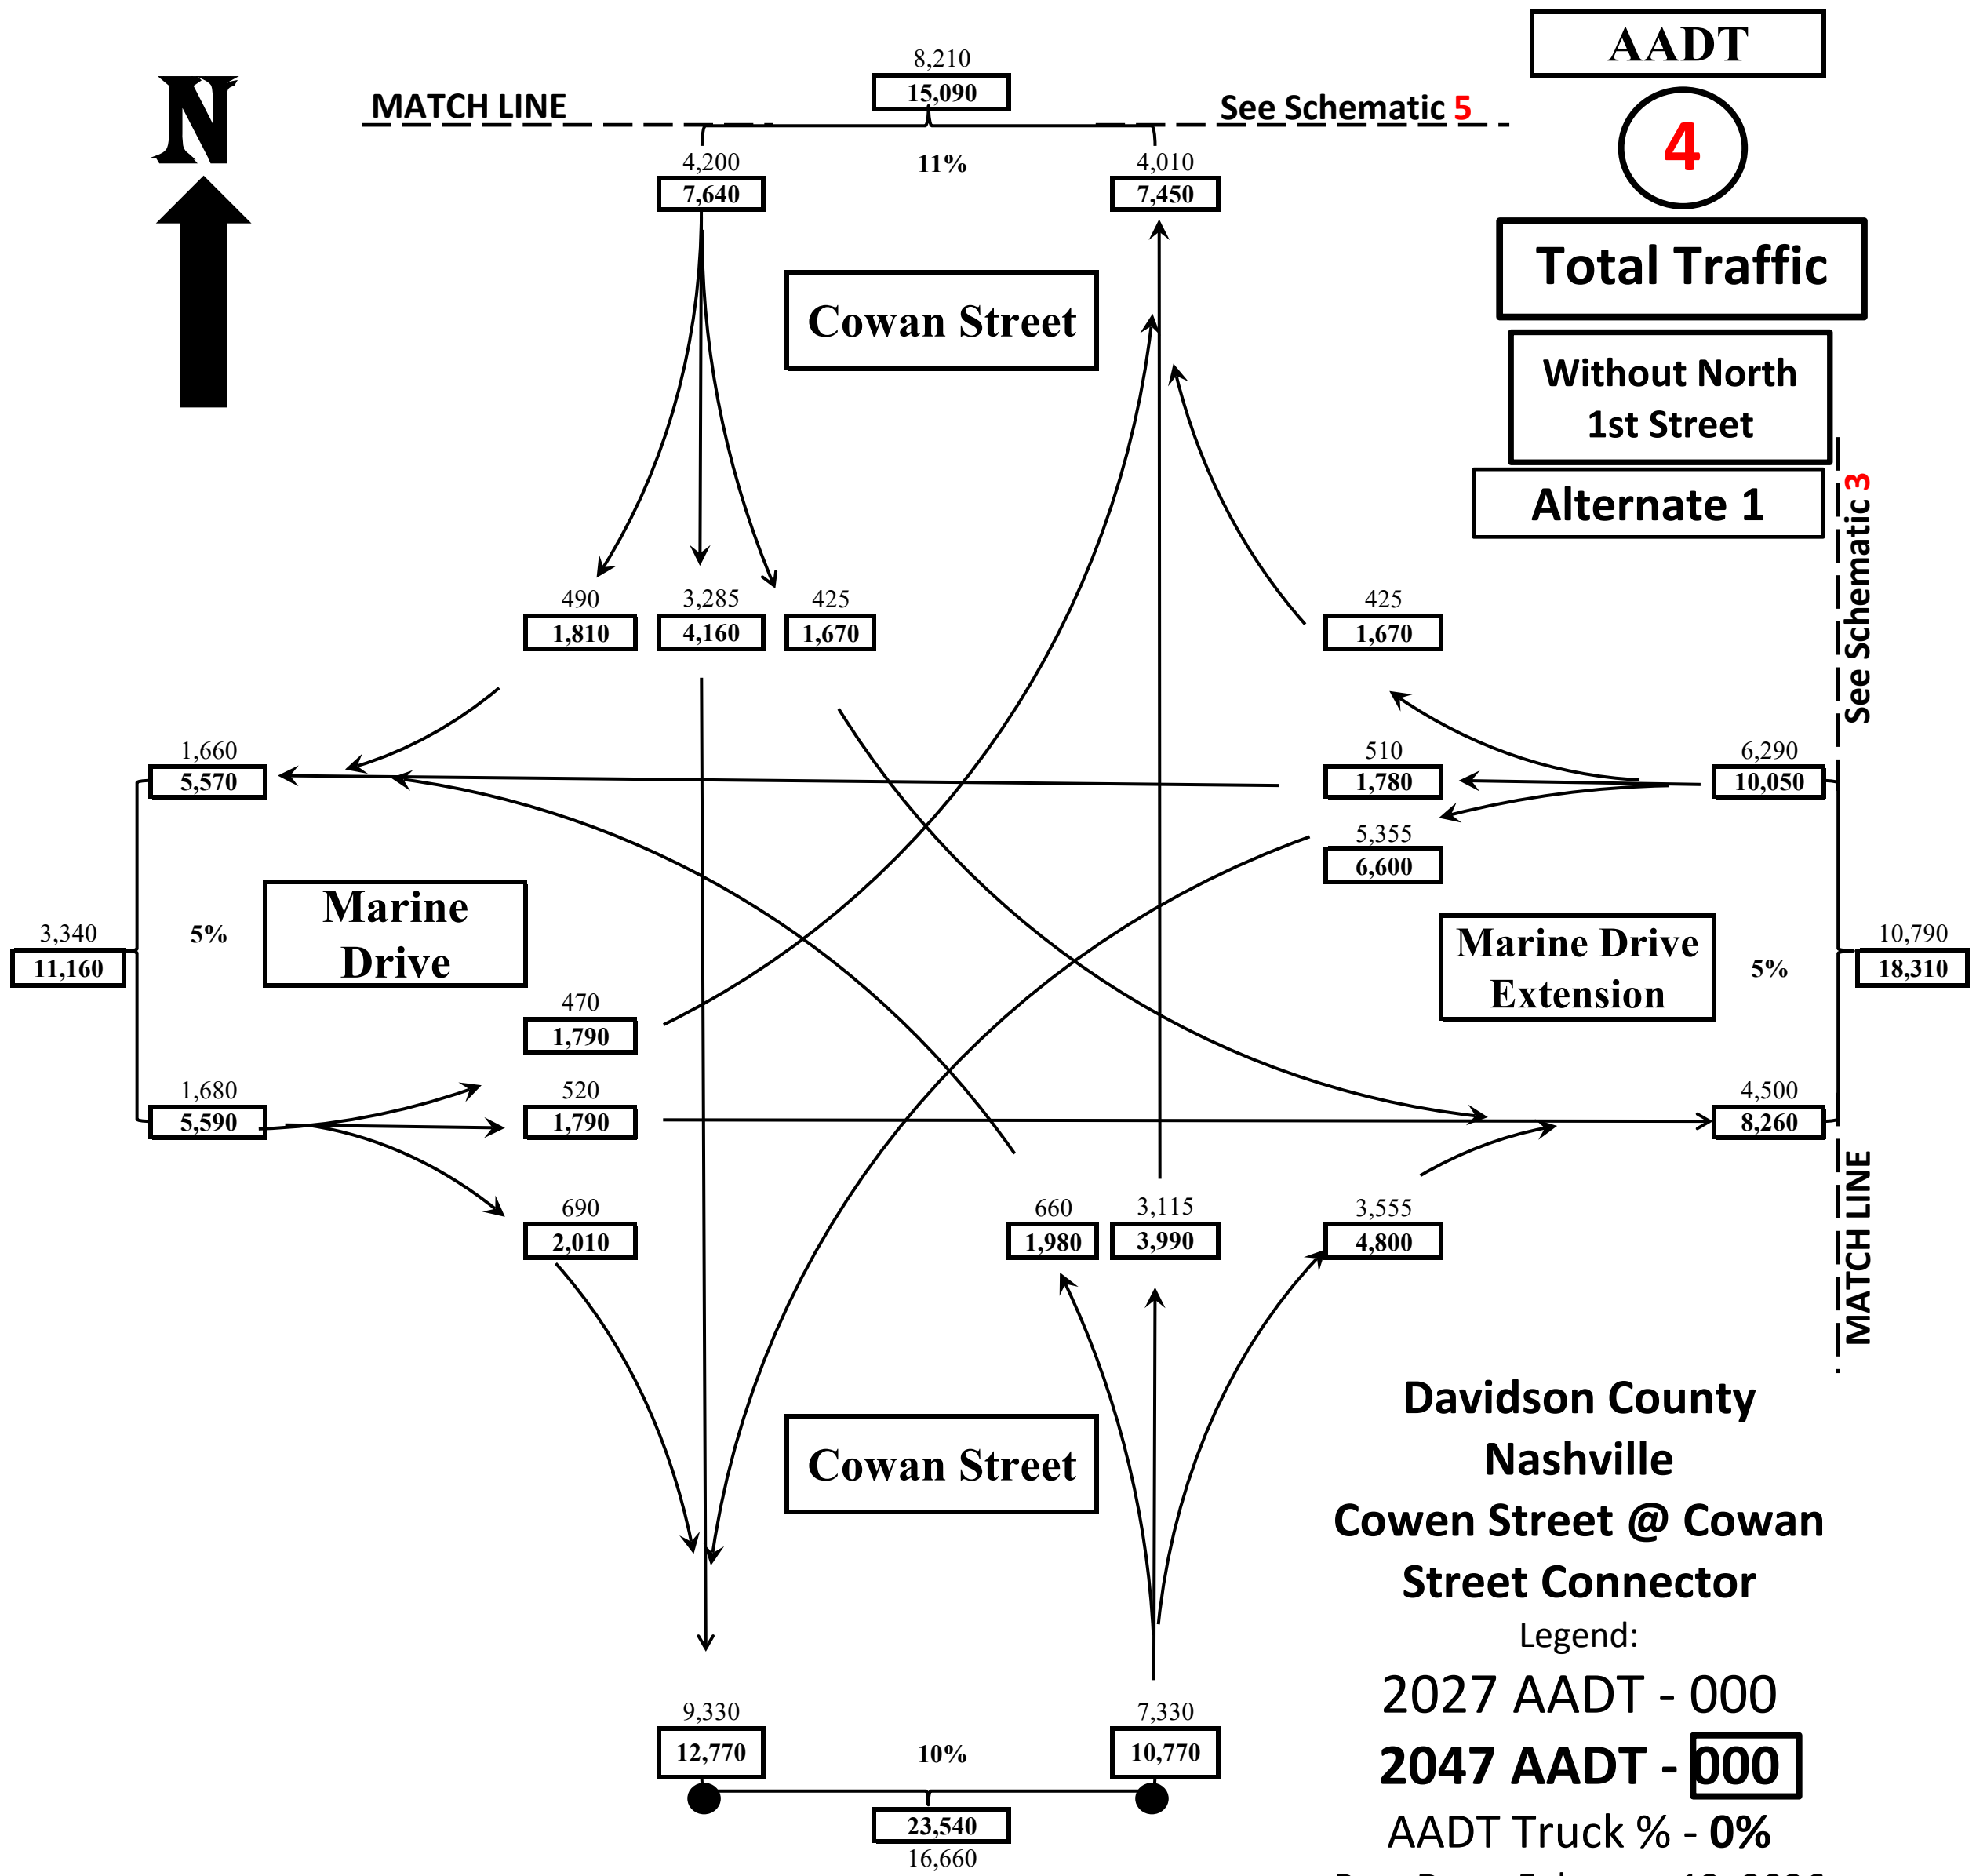 AADT
8,210
15,090
N
MATCH LINE
See Schematic 5
4
4,200
11%
4,010
7,640
7,450
Total Traffic
Cowan Street
Without North
1st Street
Alternate 1
See Schematic 3
490
3,285
425
425
1,810
4,160
1,670
1,670
1,660
510
6,290
5,570
1,780
10,050
5,355
6,600
Marine
Drive
3,340
5%
11,160
Marine Drive
Extension
5%
10,790
18,310
470
1,790
1,680
520
4,500
5,590
1,790
8,260
MATCH LINE
690
660
3,115
3,555
2,010
1,980
3,990
4,800
Cowan Street
Davidson County
Nashville
Cowen Street @ Cowan
Street Connector
Legend:
2027 AADT - 000
2047 AADT - 000
AADT Truck % - 0%
9,330
7,330
12,770
10%
10,770
23,540
16,660